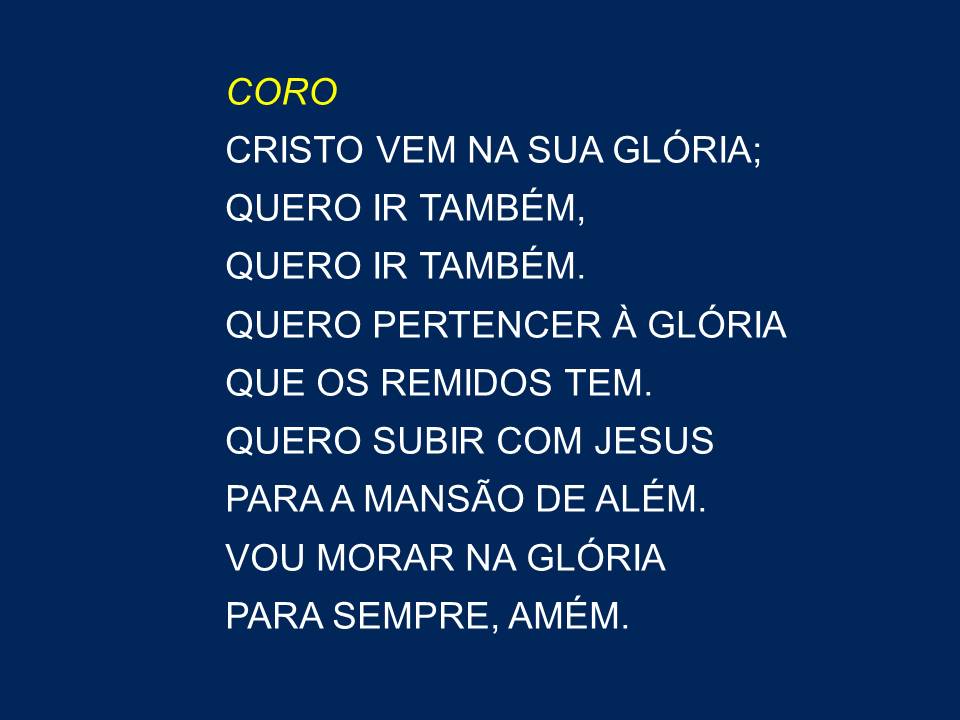 CORO
CRISTO VEM NA SUA GLÓRIA;
QUERO IR TAMBÉM,
QUERO IR TAMBÉM.
QUERO PERTENCER À GLÓRIA
QUE OS REMIDOS TEM.
QUERO SUBIR COM JESUS
PARA A MANSÃO DE ALÉM.
VOU MORAR NA GLÓRIA
PARA SEMPRE, AMÉM.